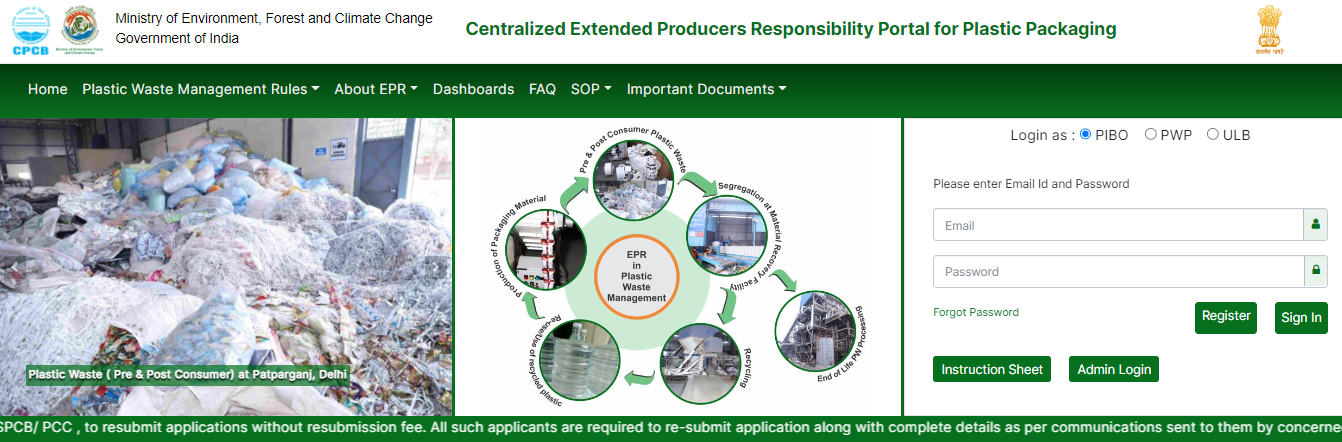 Ministry of Environment, Forest and Climate Change
Government of India
CPCB
Centralized Extended Producers Responsibility Portal for Plastic Packaging
Home Plastic Waste Management Rules About EPR Dashboards FAQ SOP Important Documents
Plastic Waste ( Pre & Post Consumer) at Patparganj, Delhi
Pre & Post Consumer Plastic Waste
Segregation at Material Recovery Facility
End of Life PW Processing
Recycling
Re-use/Use of recycled plastic
Production of Packaging Material
EPR
in
Plastic
Waste
Management
Login as : PIBO PWP ULB
Please enter Email Id and Password
Email
Password
Forgot Password
Register
Sign In
Instruction Sheet
Admin Login
SPCB/ PCC , to resubmit applications without resubmission fee. All such applicants are required to re-submit application along with complete details as per communications sent to them by concerne